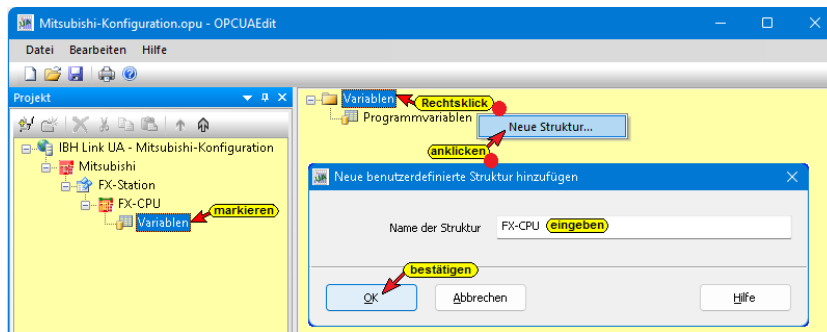 Mitsubishi-Konfiguration.opu - OPCUAEdit
Datei Bearbeiten Hilfe
Projekt
IBH Link UA - Mitsubishi-Konfiguration
Mitsubishi
FX-Station
FX-CPU
Variablen
markieren
Variablen
Rechtsklick
Programmvariablen
Neue Struktur...
anklicken
Neue benutzerdefinierte Struktur hinzufügen
Name der Struktur FX-CPU eingeben
bestätigen
OK Abbrechen Hilfe